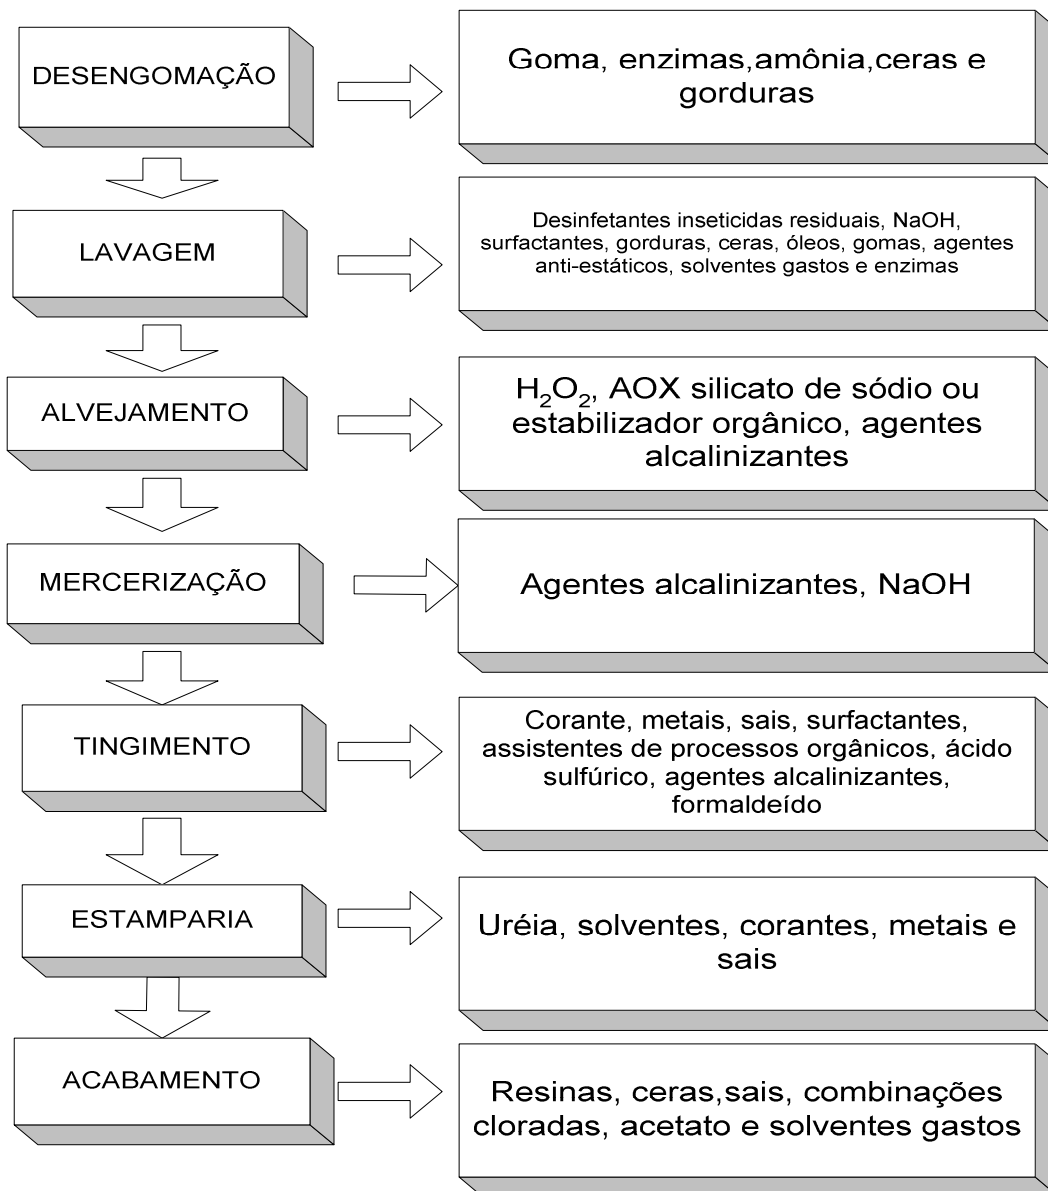 DESENGOMAÇÃO
Goma, enzimas,amônia,ceras e
gorduras
LAVAGEM
Desinfetantes inseticidas residuais, NaOH,
surfactantes, gorduras, ceras, óleos, gomas, agentes
anti-estáticos, solventes gastos e enzimas
ALVEJAMENTO
H₂O₂, AOX silicato de sódio ou
estabilizador orgânico, agentes
alcalinizantes
MERCERIZAÇÃO
Agentes alcalinizantes, NaOH
TINGIMENTO
Corante, metais, sais, surfactantes,
assistentes de processos orgânicos, ácido
sulfúrico, agentes alcalinizantes,
formaldeído
ESTAMPARIA
Uréia, solventes, corantes, metais e
sais
ACABAMENTO
Resinas, ceras,sais, combinações
cloradas, acetato e solventes gastos